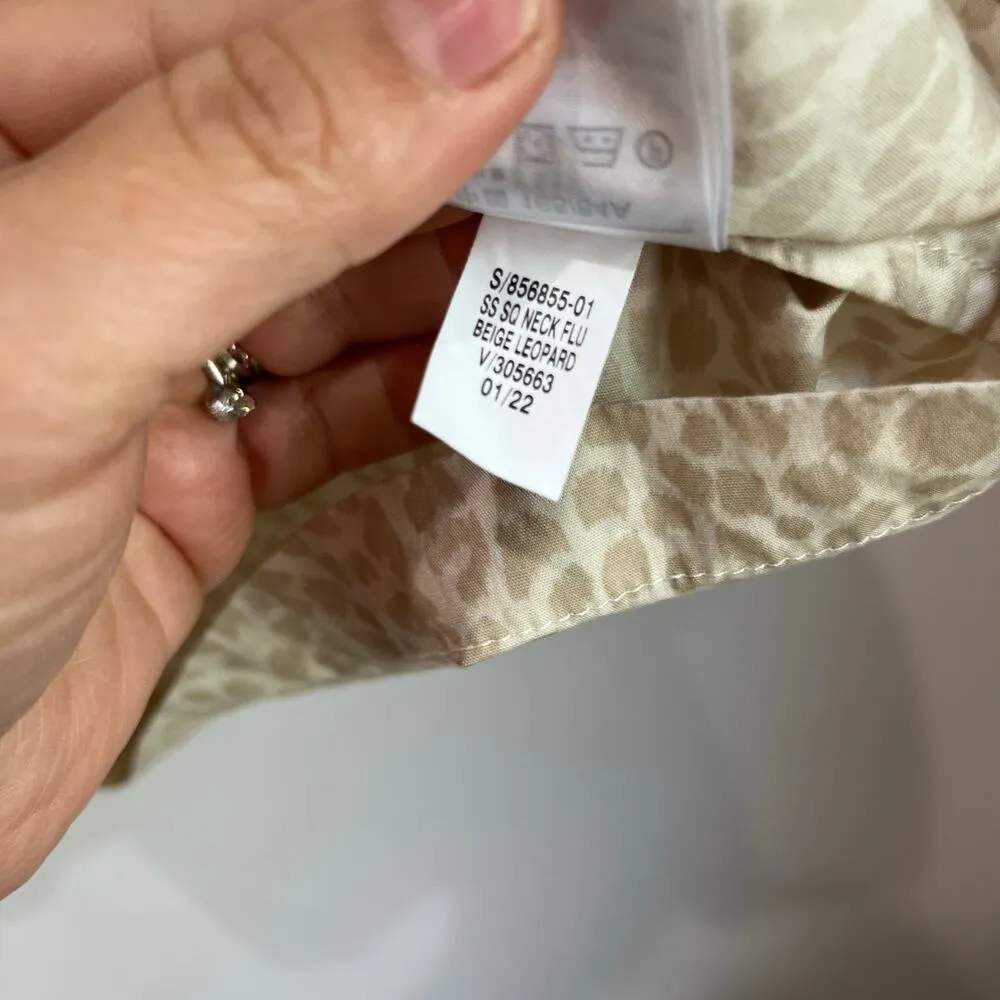 S/856855-01
SS SQ NECK FLU
BEIGE LEOPARD
V/305663
01/22